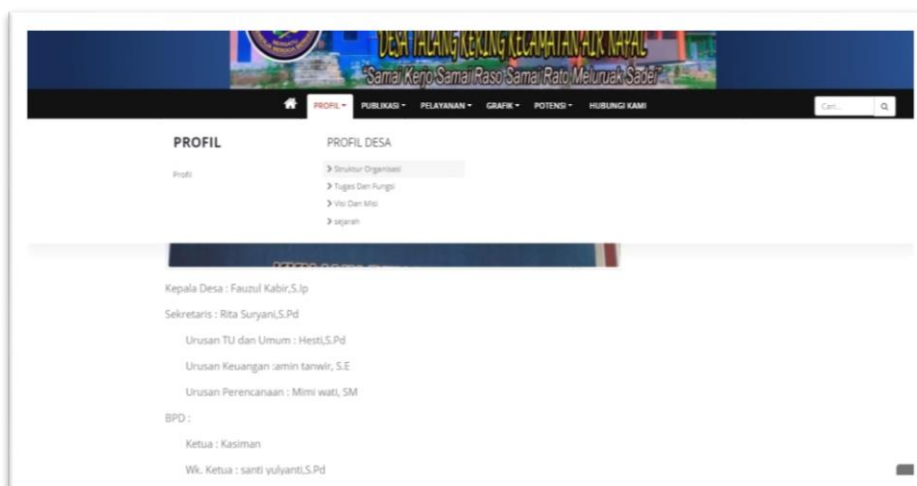 DESA TALANG KERING KECAMATAN AIR NAPAL
"Samai Kerjo Samai Raso Samai Rato Meluruak Sadei"
PROFIL PUBLIKASI PELAYANAN GRAFIK POTENSI HUBUNGI KAMI Cari...
PROFIL
Profil
PROFIL DESA
Struktur Organisasi
Tugas Dan Fungsi
Visi Dan Misi
sejarah
Kepala Desa : Fauzul Kabir,S.Ip
Sekretaris : Rita Suryani,S.Pd
Urusan TU dan Umum : Hesti,S.Pd
Urusan Keuangan :amin tanwir, S.E
Urusan Perencanaan : Mimi wati, SM
BPD :
Ketua : Kasiman
Wk. Ketua : santi yulyanti,S.Pd